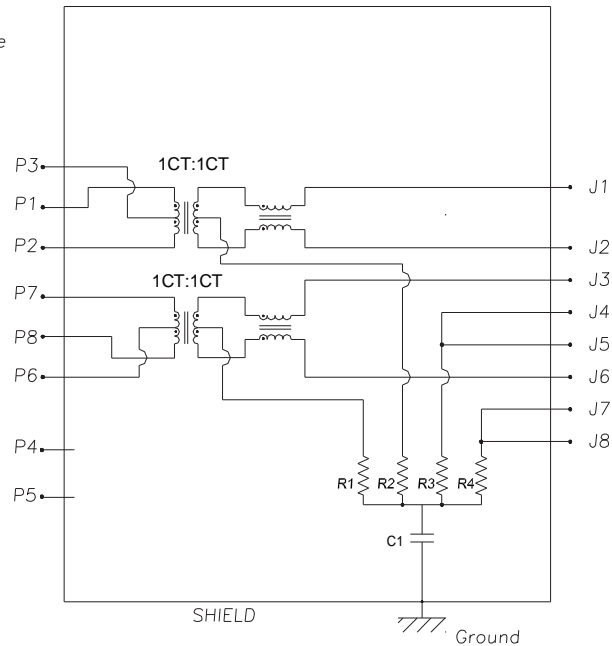 e
P3
1CT:1CT
J1
P1
P2
J2
1CT:1CT
J3
P7
J4
P8
J5
P6
J6
J7
J8
P4
P5
R1
R2
R3
R4
C1
SHIELD
Ground